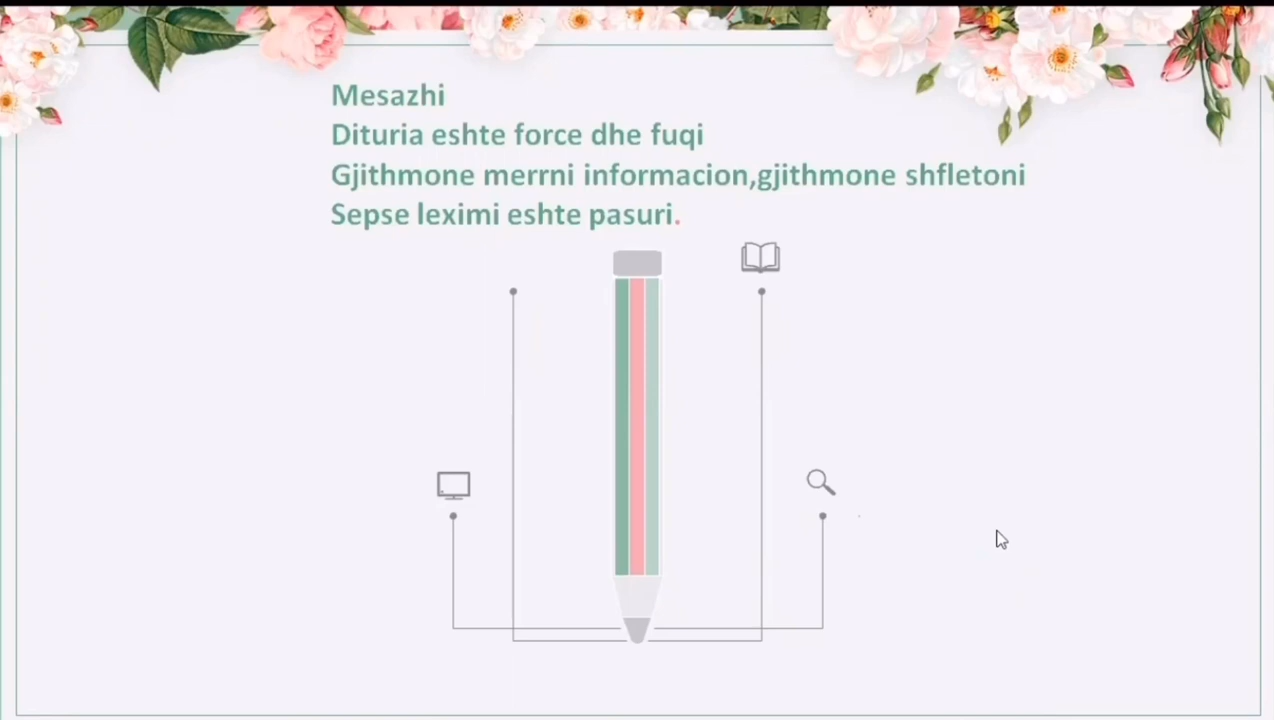 Mesazhi
Dituria eshte force dhe fuqi
Gjithmone merrni informacion,gjithmone shfletoni
Sepse leximi eshte pasuri.